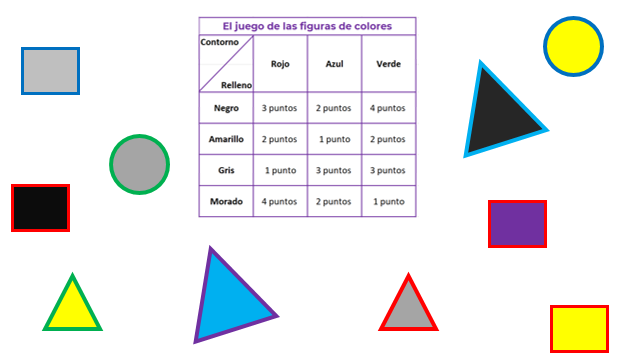 El juego de las figuras de colores
Contorno
Relleno
Rojo Azul Verde
Negro 3 puntos 2 puntos 4 puntos
Amarillo 2 puntos 1 punto 2 puntos
Gris 1 punto 3 puntos 3 puntos
Morado 4 puntos 2 puntos 1 punto